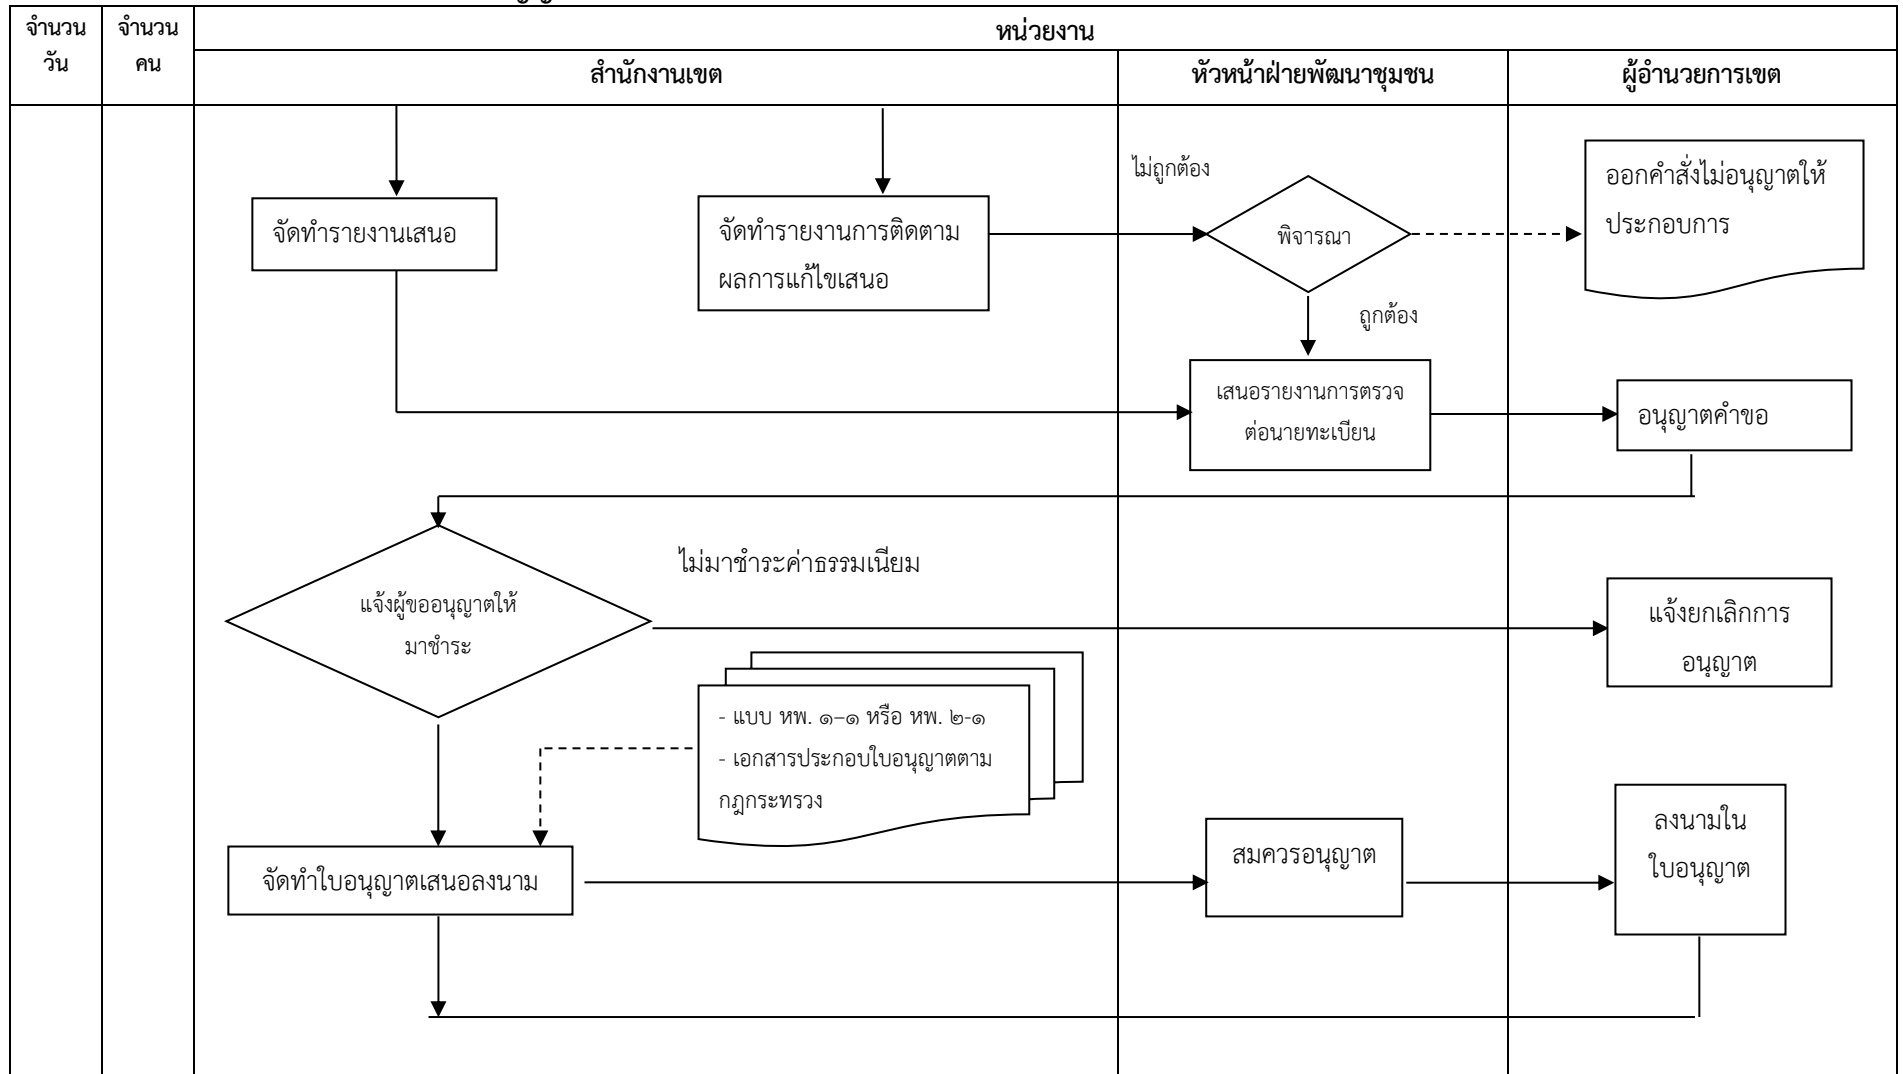 จำนวน
วัน
จำนวน
คน
หน่วยงาน
สำนักงานเขต
หัวหน้าฝ่ายพัฒนาชุมชน
ผู้อำนวยการเขต
จัดทำรายงานเสนอ
จัดทำรายงานการติดตาม
ผลการแก้ไขเสนอ
ไม่ถูกต้อง
พิจารณา
ออกคำสั่งไม่อนุญาตให้
ประกอบการ
ถูกต้อง
เสนอรายงานการตรวจ
ต่อนายทะเบียน
อนุญาตคำขอ
ไม่มาชำระค่าธรรมเนียม
แจ้งผู้ขออนุญาตให้
มาชำระ
แจ้งยกเลิกการ
อนุญาต
- แบบ หพ. ๑–๑ หรือ หพ. ๒-๑
- เอกสารประกอบใบอนุญาตตาม
กฎกระทรวง
จัดทำใบอนุญาตเสนอลงนาม
สมควรอนุญาต
ลงนามใน
ใบอนุญาต